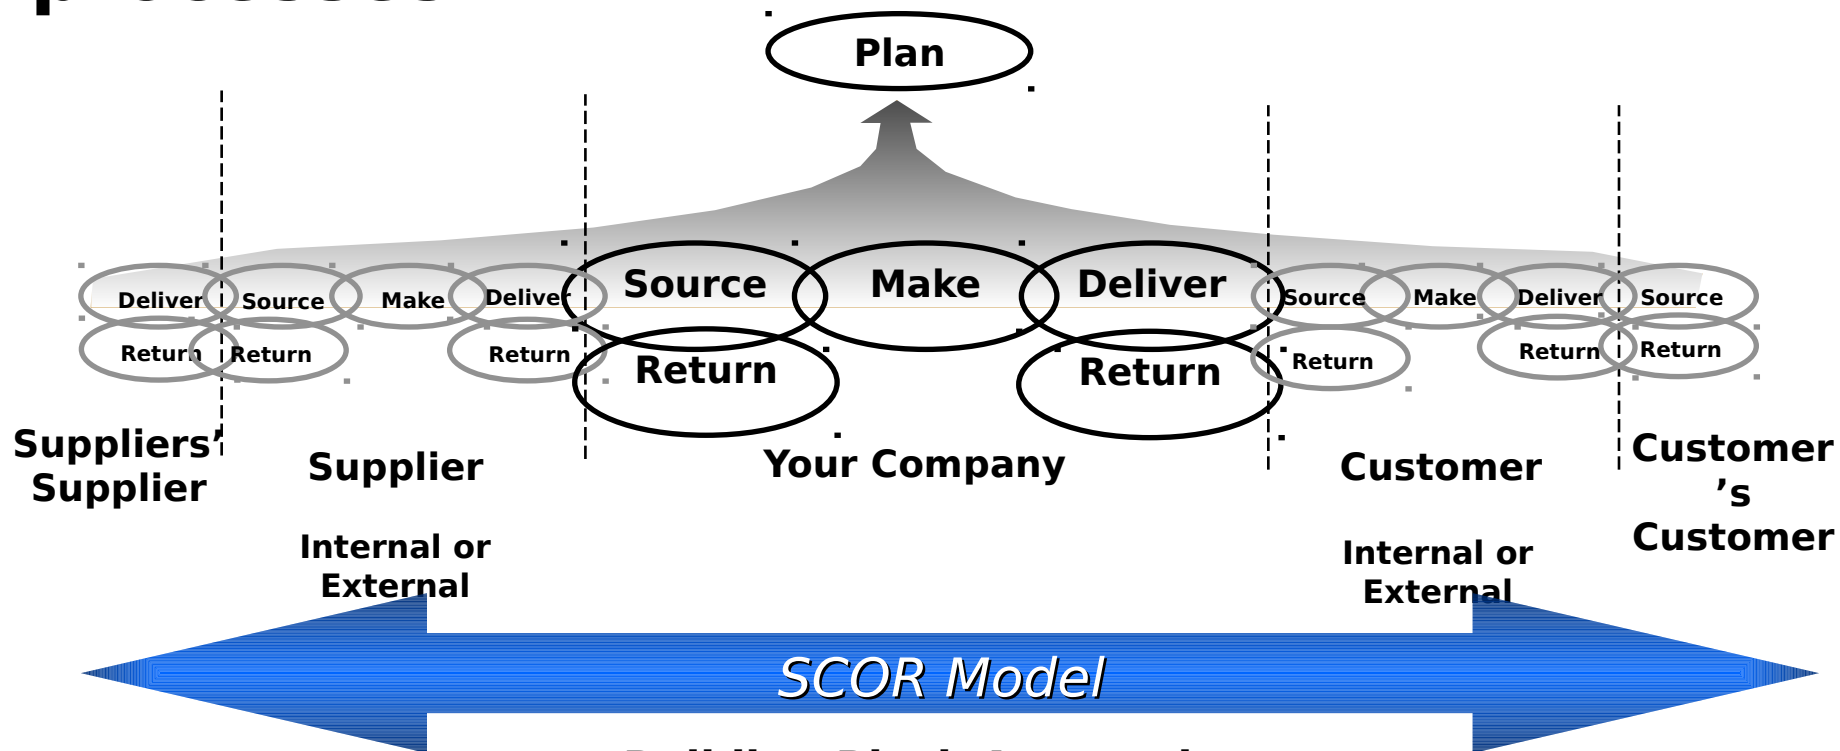 Plan
Source Make Deliver
Deliver Source Make Deliver
Source Make Deliver Source
Return Return Return
Return Return
Return Return Return
Suppliers’
Supplier
Supplier
Your Company
Customer
Customer
’s
Customer
Internal or
External
Internal or
External
SCOR Model